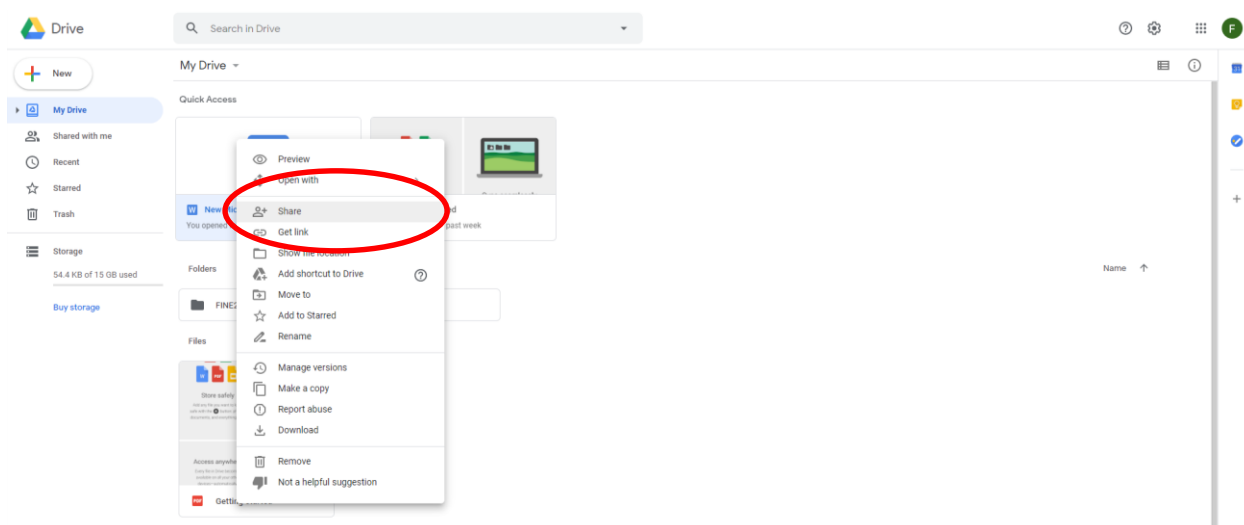 Drive
Search in Drive
F
New
My Drive
My Drive
Shared with me
Recent
Starred
Trash
Storage
54.4 KB of 15 GB used
Buy storage
Quick Access
W New
You opened
past week
Preview
Open with
Share
Get link
Show file location
Add shortcut to Drive
Move to
Add to Starred
Rename
Manage versions
Make a copy
Report abuse
Download
Remove
Not a helpful suggestion
Folders
Name
Files
Store safely
PDF